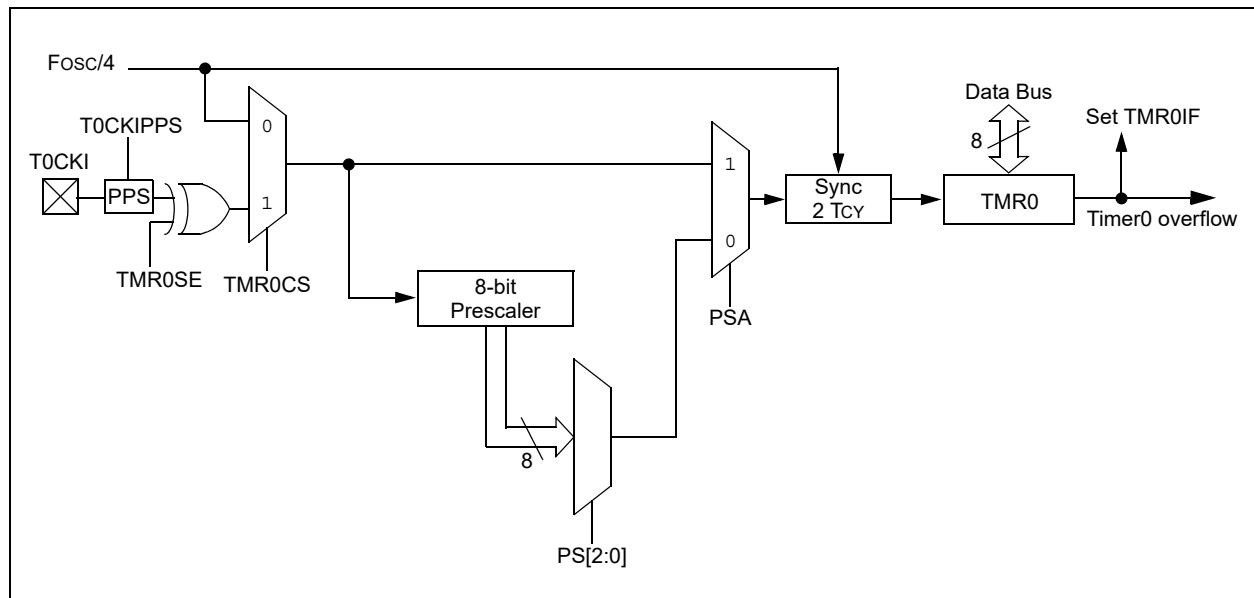 FOSC/4
Data Bus
Set TMR0IF
T0CKIPPS
0
8
T0CKI
1
Sync
2 TCY
TMR0
PPS
1
Timer0 overflow
0
TMR0SE
TMR0CS
8-bit
Prescaler
PSA
8
PS[2:0]